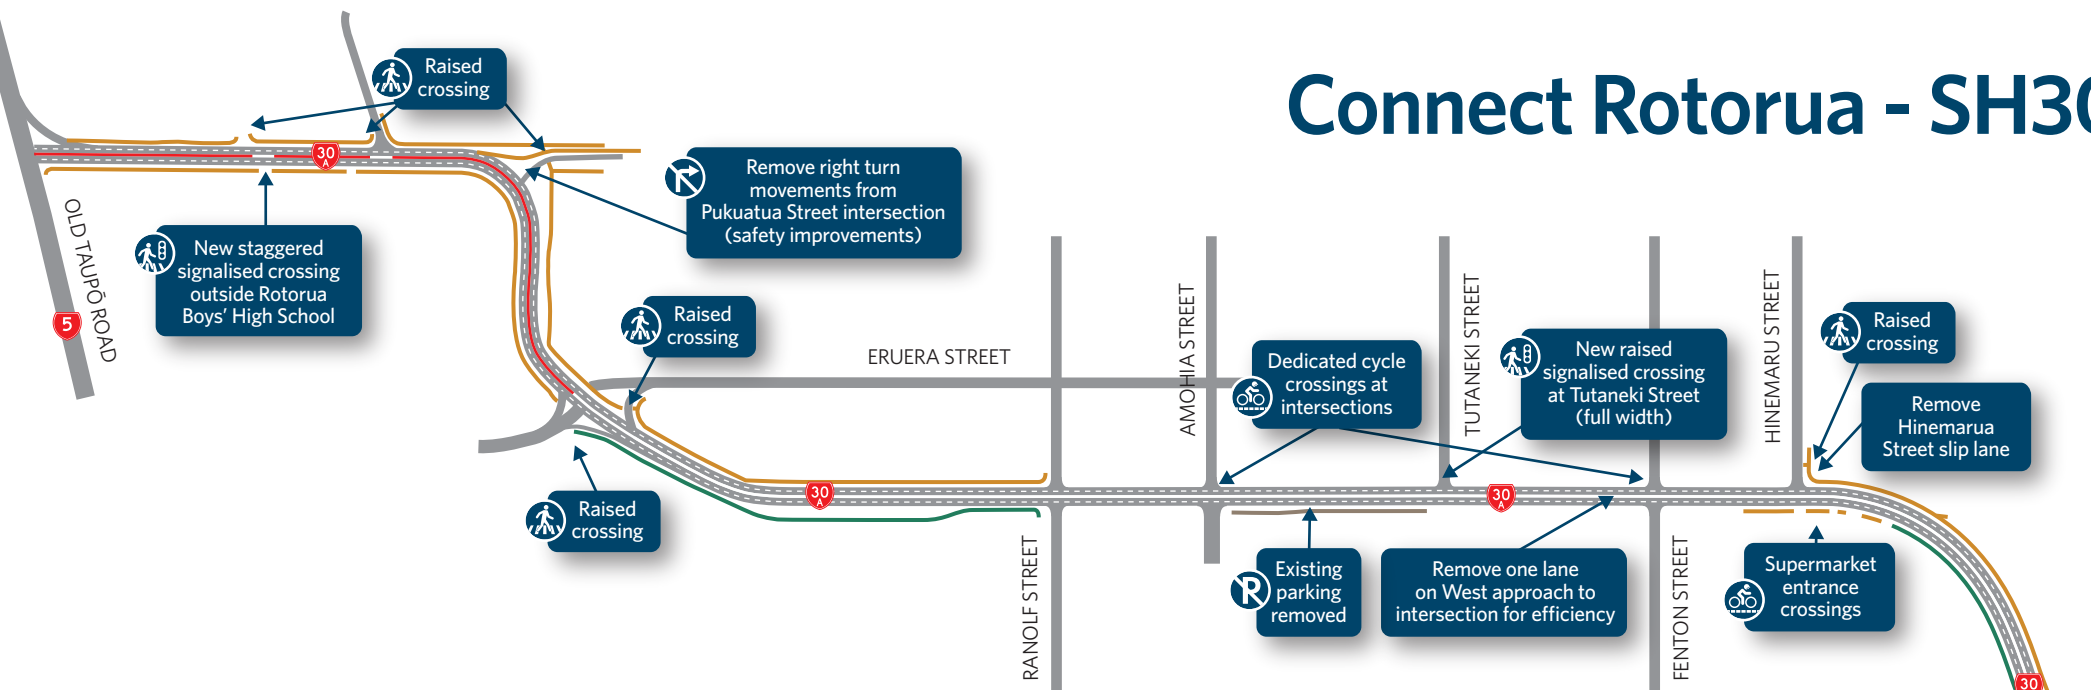 Connect Rotorua - SH30
Raised
crossing
30
A
Remove right turn
movements from
Pukuatua Street intersection
(safety improvements)
OLD TAUPŌ ROAD
5
New staggered
signalised crossing
outside Rotorua
Boys' High School
Raised
crossing
ERUERA STREET
Raised
crossing
30
A
RANOLF STREET
AMOHIA STREET
Dedicated cycle
crossings at
intersections
TUTANEKI STREET
New raised
signalised crossing
at Tutaneki Street
(full width)
HINEMARU STREET
Raised
crossing
Remove
Hinemarua
Street slip lane
30
A
R
Existing
parking
removed
Remove one lane
on West approach to
intersection for efficiency
FENTON STREET
Supermarket
entrance
crossings
30